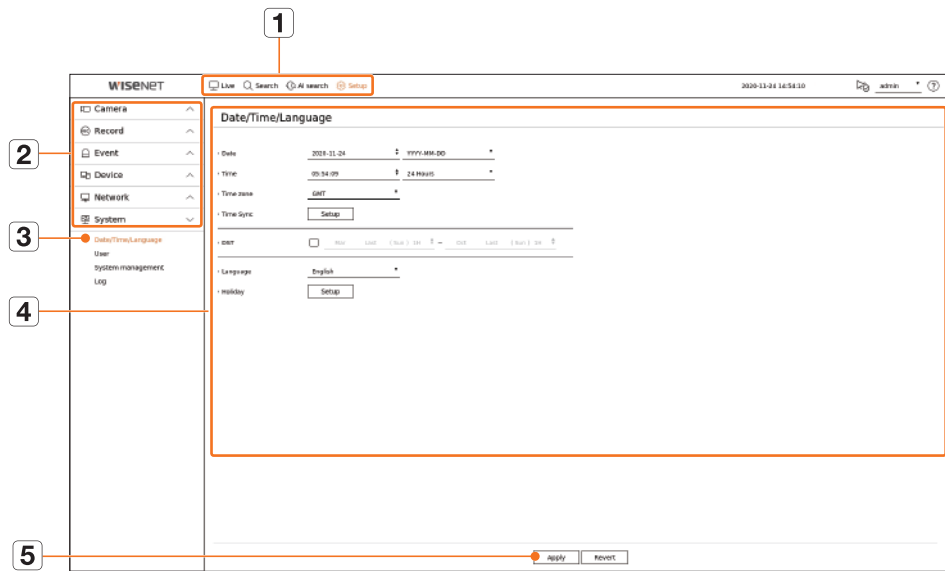 1
WISENET Live Search AI search Setup 2020-11-24 14:54:10 admin ?
Camera
Record
Event
Device
Network
System
Date/Time/Language
User
System management
Log
2
3
4
Date/Time/Language
Date 2020-11-24 YYYY-MM-DD
Time 09:54:09 24 Hours
Time zone GMT
Time Sync Setup
DST Mar Last (Sun) 1H – Oct Last (Sun) 1H
Language English
Holiday Setup
5
Apply Revert